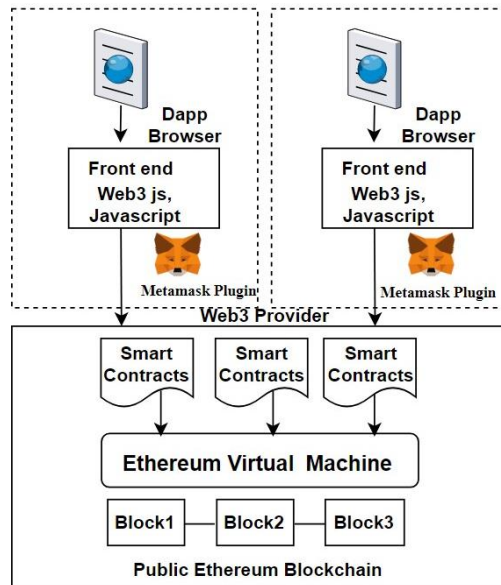 Dapp
Browser
Front end
Web3 js,
Javascript
Metamask Plugin
Dapp
Browser
Front end
Web3 js,
Javascript
Metamask Plugin
Web3 Provider
Smart
Contracts
Smart
Contracts
Smart
Contracts
Ethereum Virtual Machine
Block1
Block2
Block3
Public Ethereum Blockchain